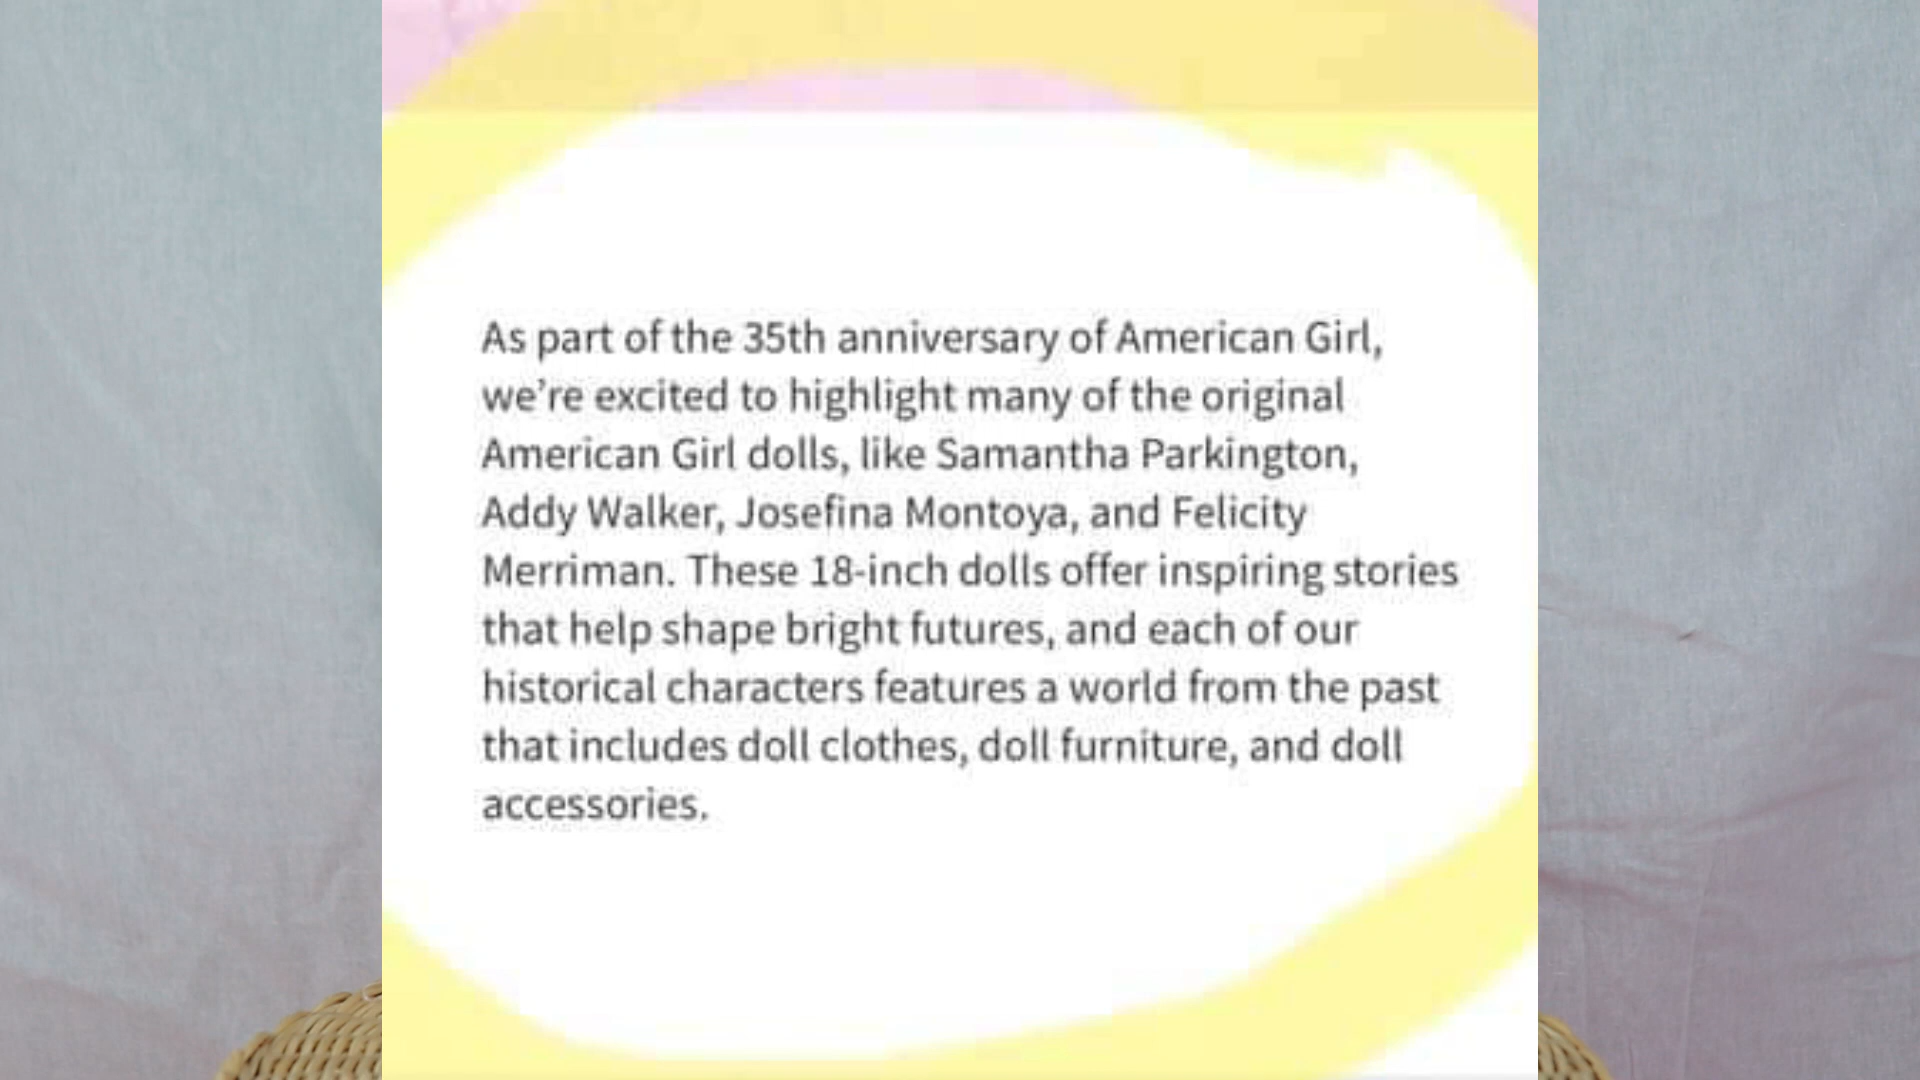 As part of the 35th anniversary of American Girl,
we’re excited to highlight many of the original
American Girl dolls, like Samantha Parkington,
Addy Walker, Josefina Montoya, and Felicity
Merriman. These 18-inch dolls offer inspiring stories
that help shape bright futures, and each of our
historical characters features a world from the past
that includes doll clothes, doll furniture, and doll
accessories.